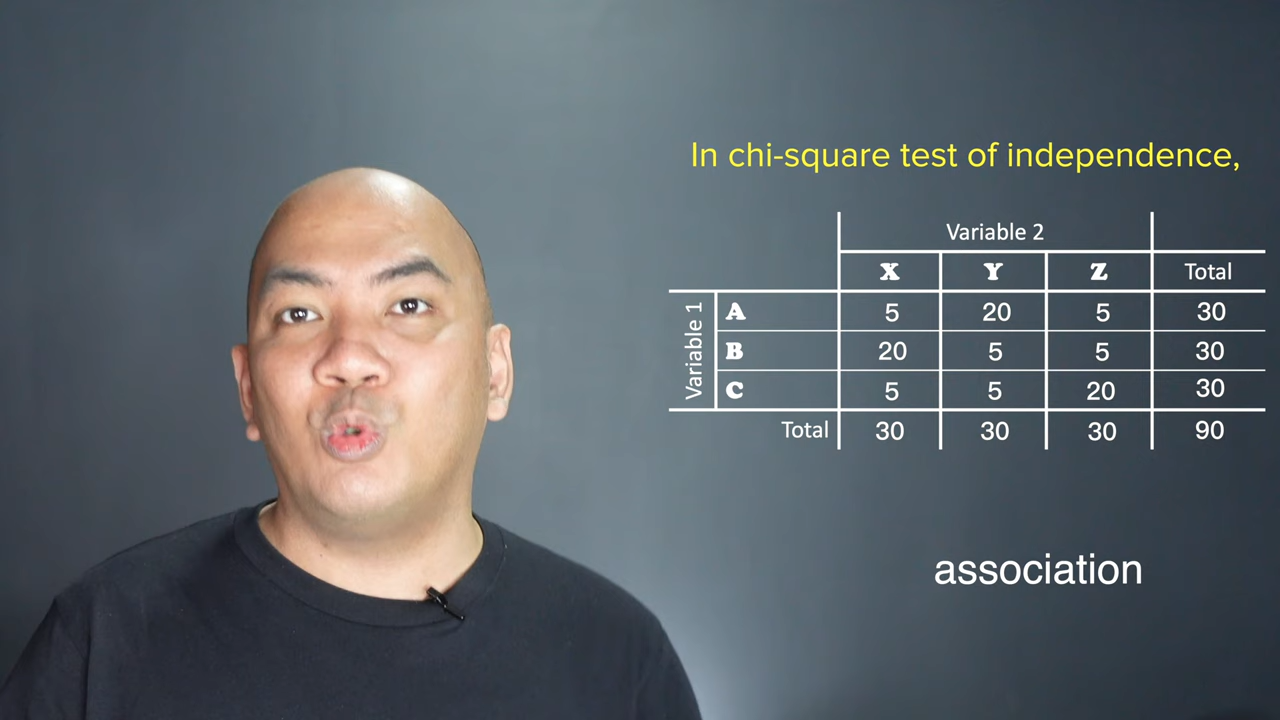 In chi-square test of independence,
Variable 2
X Y Z Total
Variable 1
A 5 20 5 30
B 20 5 5 30
C 5 5 20 30
Total 30 30 30 90
association